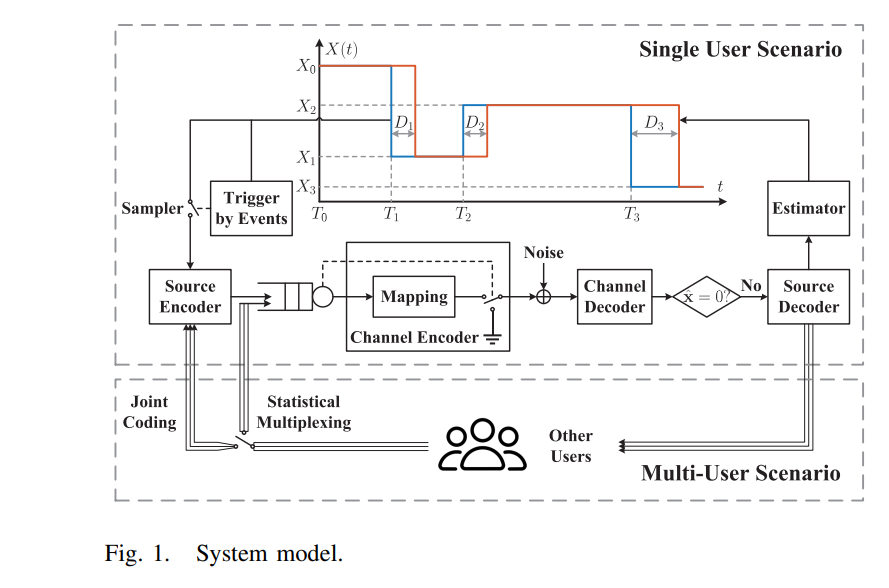 Single User Scenario
X(t)
X₀
X₂
X₁
X₃
D₁
D₂
D₃
t
T₀
T₁
T₂
T₃
Sampler
Trigger
by Events
Estimator
Source
Encoder
Mapping
Channel Encoder
Noise
Channel
Decoder
x̂ = 0?
No
Source
Decoder
Joint
Coding
Statistical
Multiplexing
Other
Users
Multi-User Scenario
Fig. 1. System model.